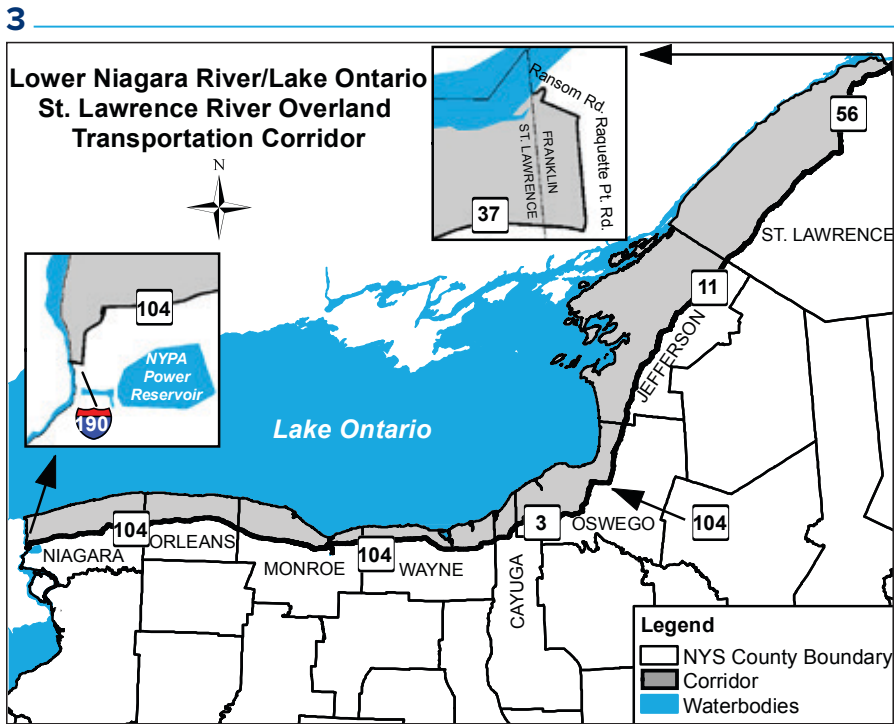 3
Lower Niagara River/Lake Ontario
St. Lawrence River Overland
Transportation Corridor
N
Ransom Rd.
Raquette Pt. Rd.
FRANKLIN
ST. LAWRENCE
37
56
ST. LAWRENCE
11
JEFFERSON
104
NYPA
Power
Reservoir
190
Lake Ontario
104
NIAGARA
ORLEANS
MONROE
104
WAYNE
CAYUGA
3
OSWEGO
104
Legend
NYS County Boundary
Corridor
Waterbodies